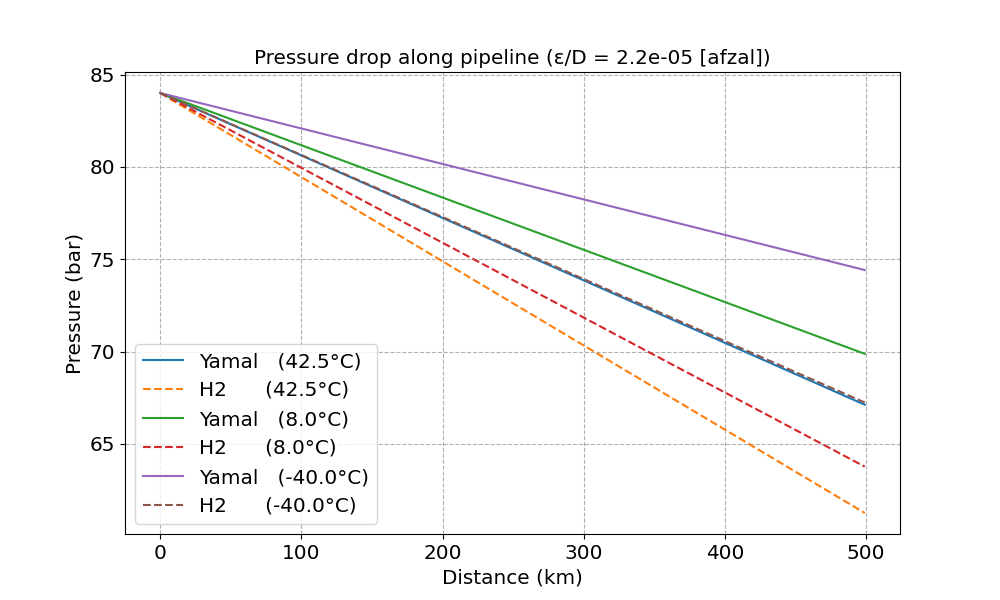 Pressure drop along pipeline (ε/D = 2.2e-05 [afzal])
85
80
75
70
65
Pressure (bar)
Yamal (42.5°C)
H2 (42.5°C)
Yamal (8.0°C)
H2 (8.0°C)
Yamal (-40.0°C)
H2 (-40.0°C)
0 100 200 300 400 500
Distance (km)